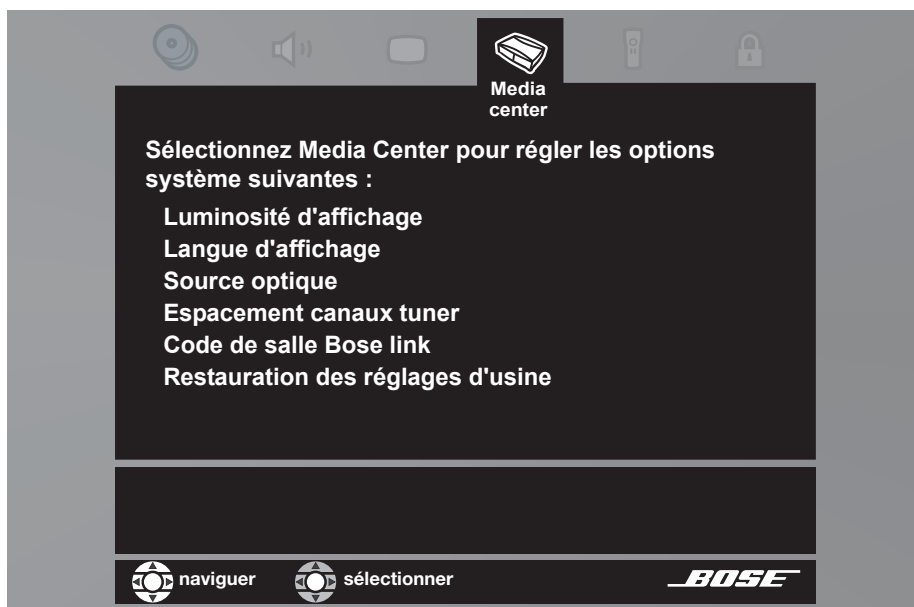 Media
center
Sélectionnez Media Center pour régler les options
système suivantes :
Luminosité d'affichage
Langue d'affichage
Source optique
Espacement canaux tuner
Code de salle Bose link
Restauration des réglages d'usine
naviguer sélectionner BOSE